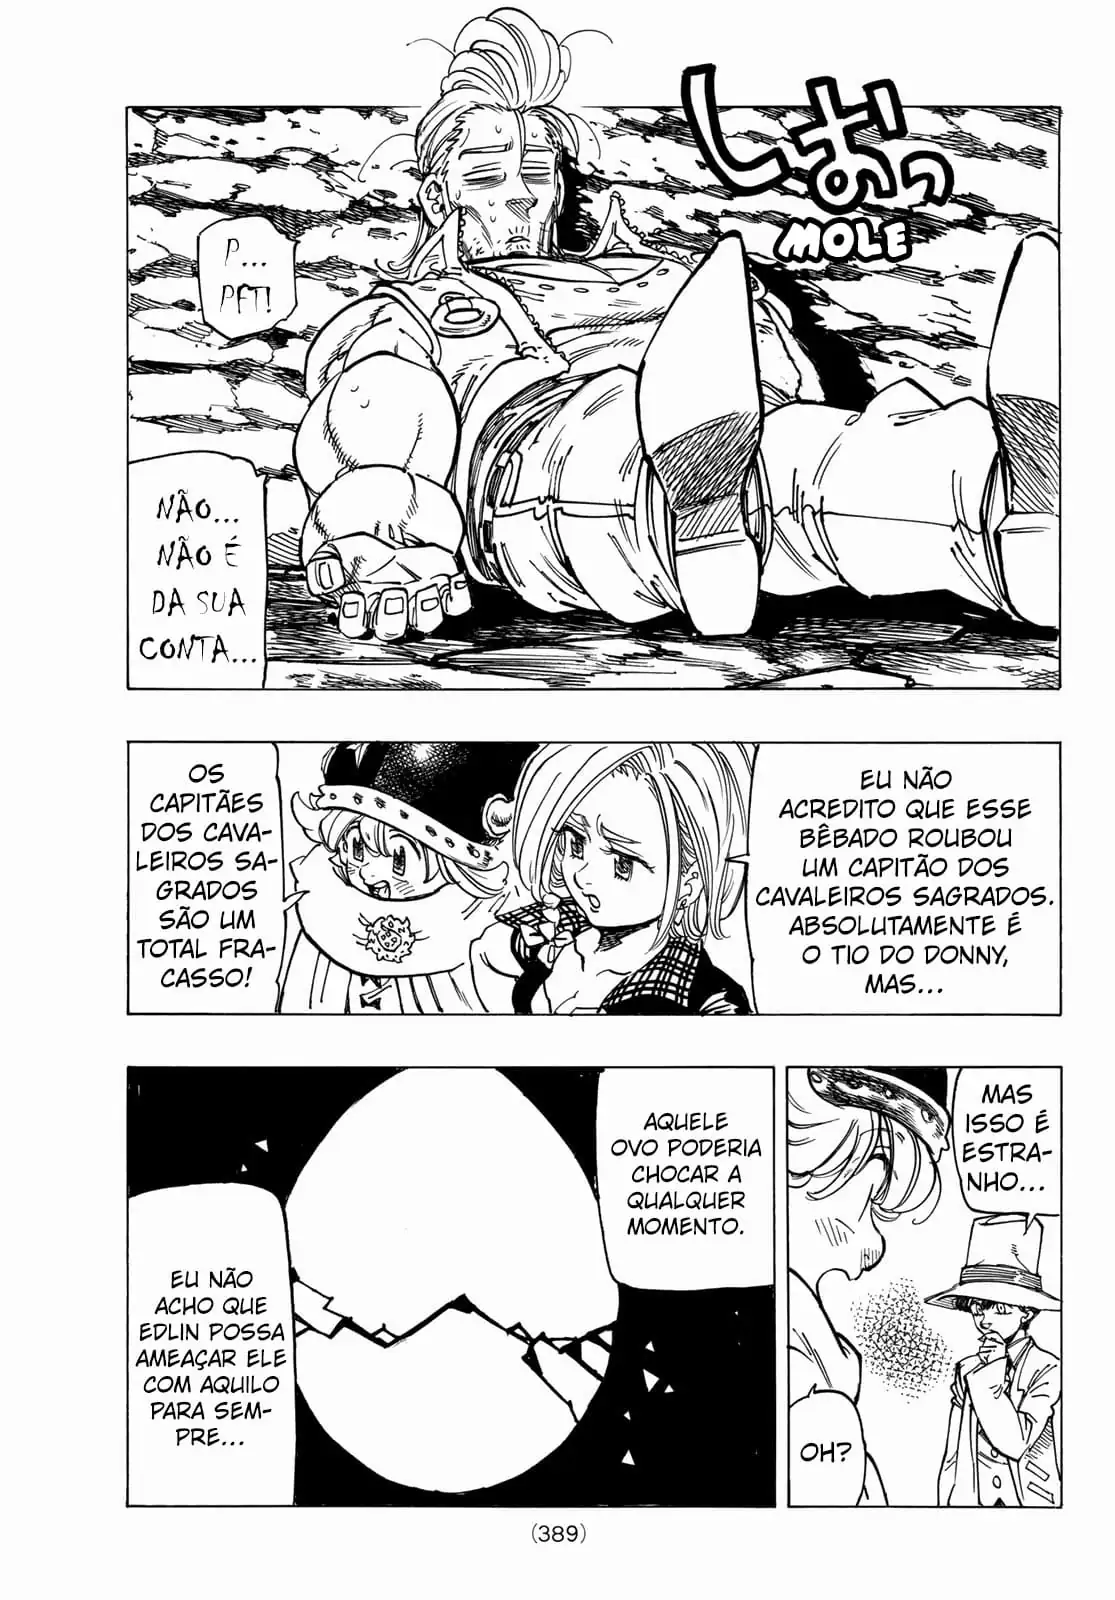 しおっ
MOLE
P...
PET!
NÃO...
NÃO É
DA SUA
CONTA...
EU NÃO
ACREDITO QUE ESSE
BÊBADO ROUBOU
UM CAPITÃO DOS
CAVALEIROS SAGRADOS.
ABSOLUTAMENTE É
O TIO DO DONNY,
MAS...
OS
CAPITÃES
DOS CAVA-
LEIROS SA-
GRADOS
SÃO UM
TOTAL FRA-
CASSO!
MAS
ISSO É
ESTRA-
NHO...
OH?
AQUELE
OVO PODERIA
CHOCAR A
QUALQUER
MOMENTO.
EU NÃO
ACHO QUE
EDLIN POSSA
AMEAÇAR ELE
COM AQUILO
PARA SEM-
PRE...
(389)